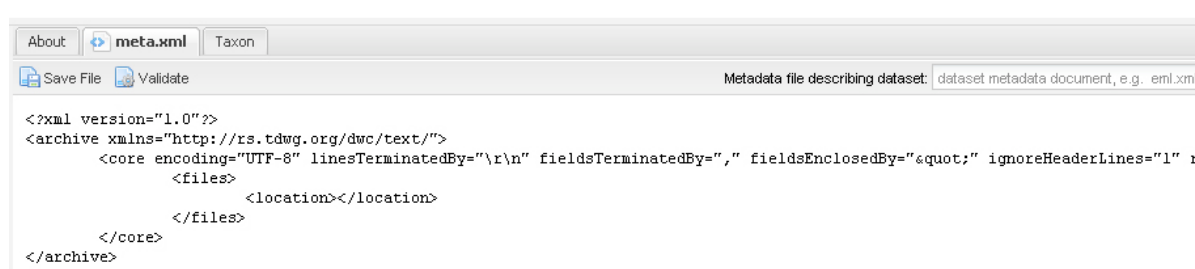 About meta.xml Taxon
Save File Validate Metadata file describing dataset: dataset metadata document, e.g. eml.xm
<?xml version="1.0"?>
<archive xmlns="http://rs.tdwg.org/dwc/text/">
<core encoding="UTF-8" linesTerminatedBy="\r\n" fieldsTerminatedBy="," fieldsEnclosedBy="&quot;" ignoreHeaderLines="1" r
<files>
<location></location>
</files>
</core>
</archive>